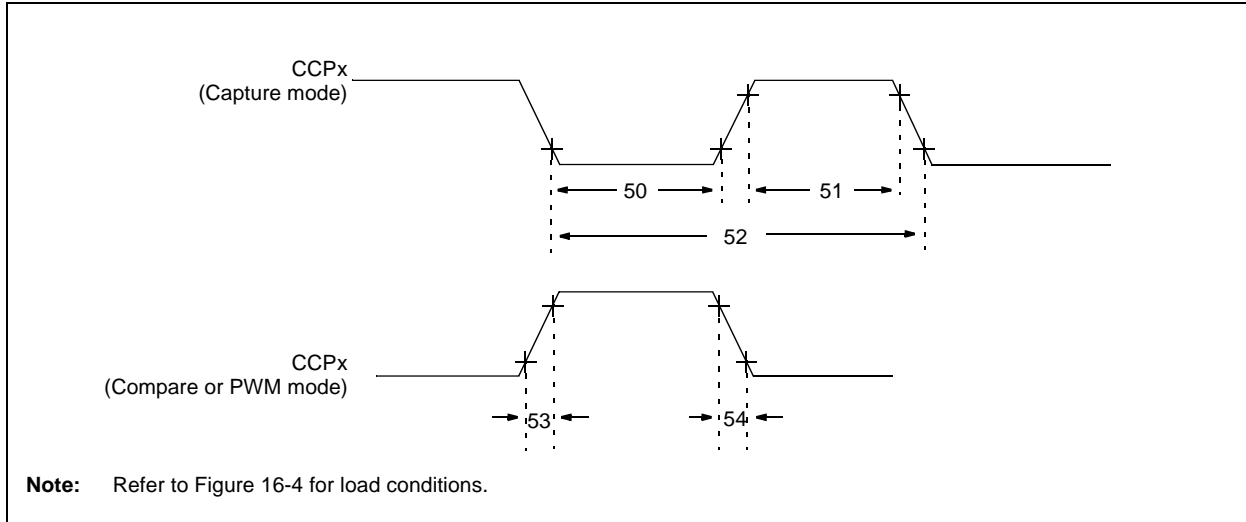 CCPx
(Capture mode)
50
51
52
CCPx
(Compare or PWM mode)
53
54
Note: Refer to Figure 16-4 for load conditions.